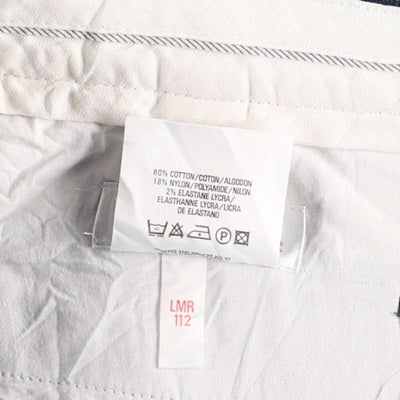 80% COTTON/COTON/ALGODON
18% NYLON/POLYAMIDE/NILON
2% ELASTANE LYCRA/
ELASTHANNE LYCRA/LICRA
DE ELASTANO
P
LMR
112